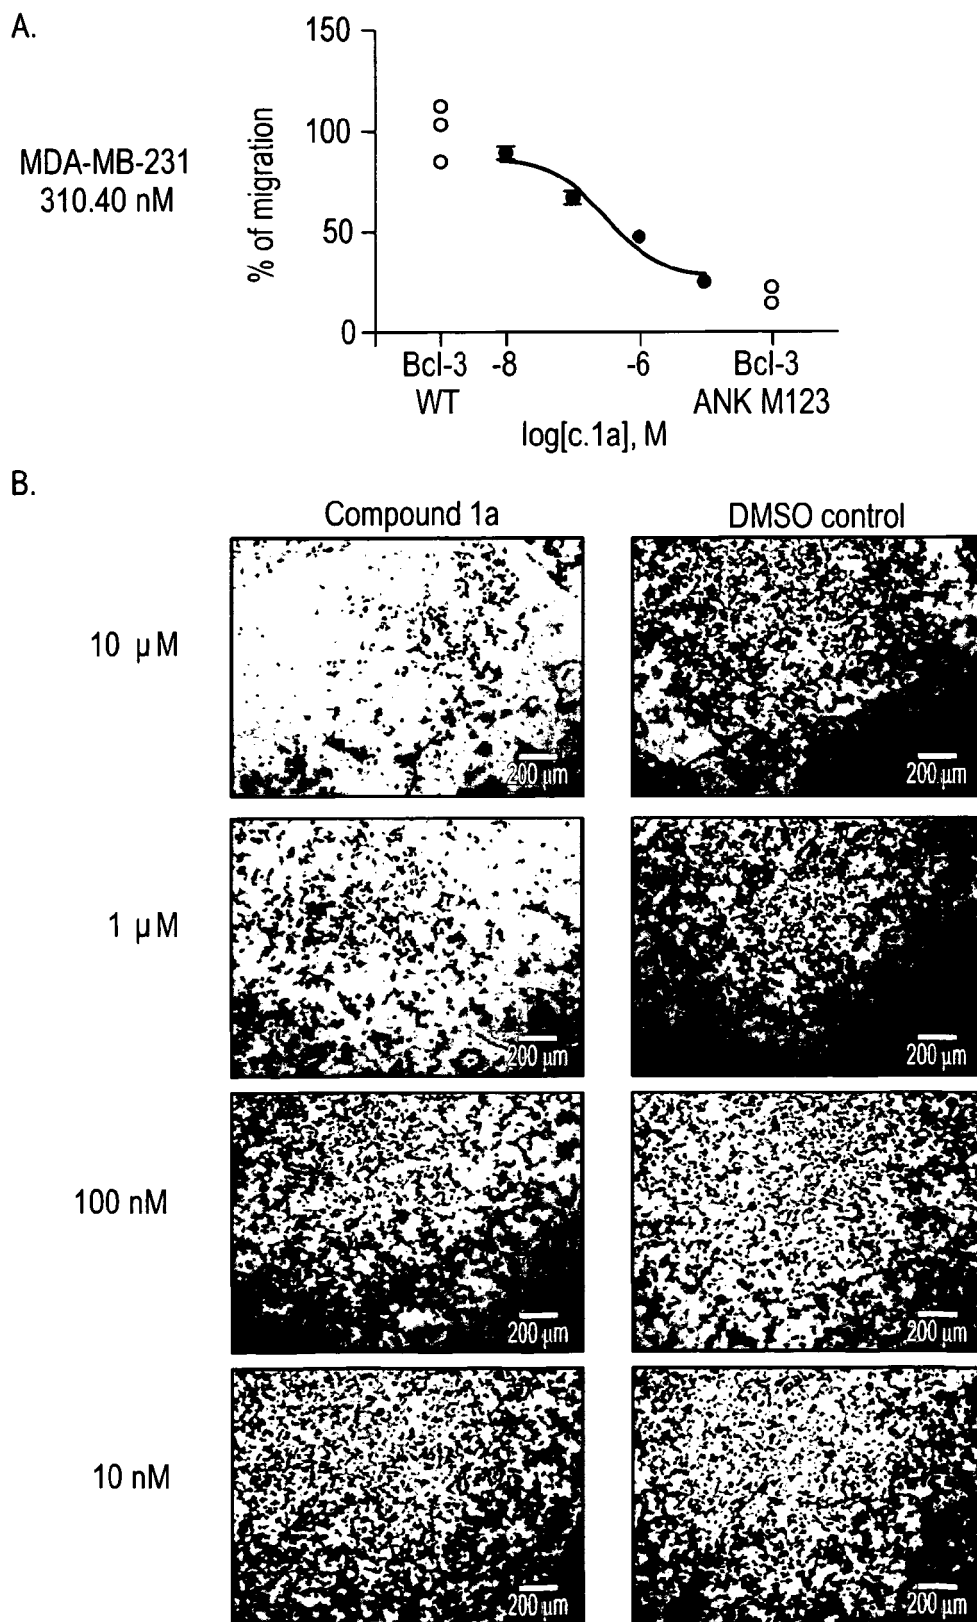 A.
150
100
50
0
% of migration
MDA-MB-231
310.40 nM
Bcl-3 -8 -6 Bcl-3
WT ANK M123
log[c.1a], M
B.
Compound 1a DMSO control
10 µM
200 µm 200 µm
1 µM
200 µm 200 µm
100 nM
200 µm 200 µm
10 nM
200 µm 200 µm